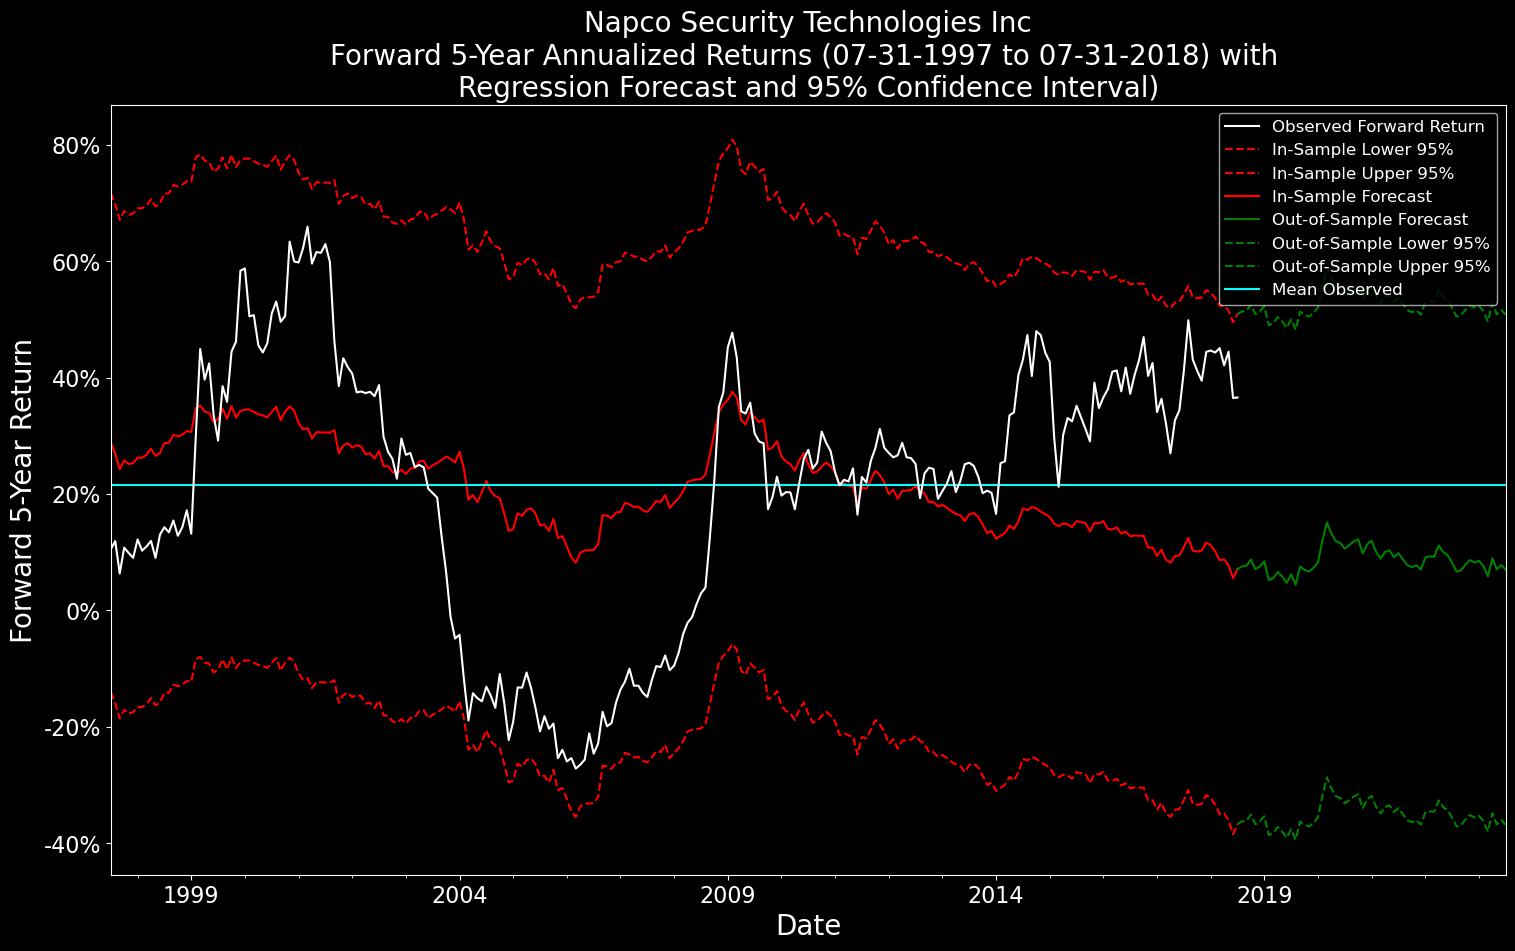 Napco Security Technologies Inc
Forward 5-Year Annualized Returns (07-31-1997 to 07-31-2018) with
Regression Forecast and 95% Confidence Interval)
Observed Forward Return
In-Sample Lower 95%
In-Sample Upper 95%
In-Sample Forecast
Out-of-Sample Forecast
Out-of-Sample Lower 95%
Out-of-Sample Upper 95%
Mean Observed
Forward 5-Year Return
80%
60%
40%
20%
0%
-20%
-40%
1999
2004
2009
2014
2019
Date